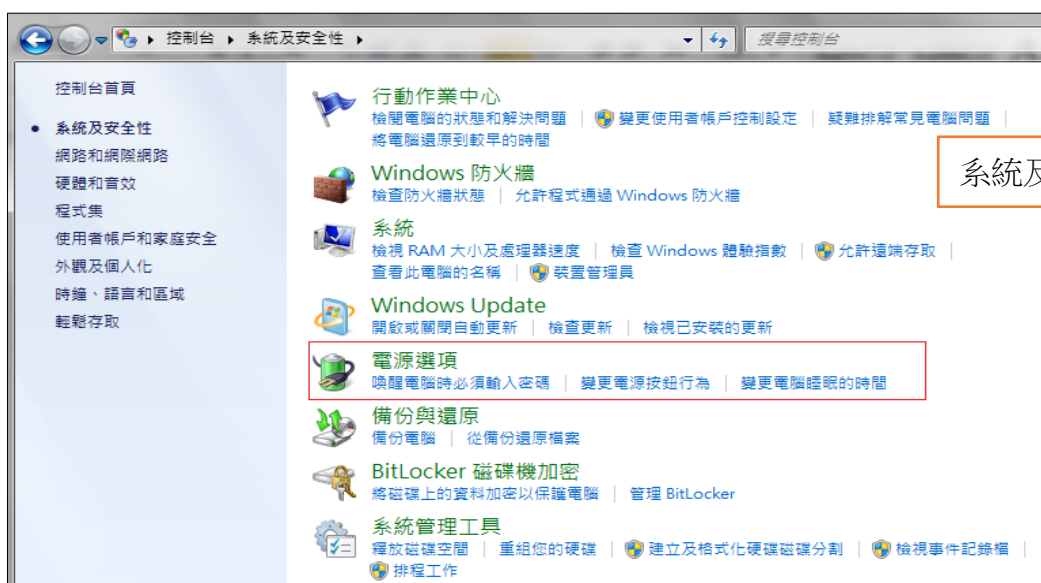 控制台 系統及安全性 搜尋控制台
控制台首頁
系統及安全性
網路和網際網路
硬體和音效
程式集
使用者帳戶和家庭安全
外觀及個人化
時鐘、語言和區域
輕鬆存取
行動作業中心
檢閱電腦的狀態和解決問題 變更使用者帳戶控制設定 疑難排解常見電腦問題
將電腦還原到較早的時間
Windows 防火牆
檢查防火牆狀態 允許程式通過 Windows 防火牆
系統
檢視 RAM 大小及處理器速度 檢查 Windows 體驗指數 允許遠端存取
查看此電腦的名稱 裝置管理員
Windows Update
開啟或關閉自動更新 檢查更新 檢視已安裝的更新
電源選項
喚醒電腦時必須輸入密碼 變更電源按鈕行為 變更電腦睡眠的時間
備份與還原
備份電腦 從備份還原檔案
BitLocker 磁碟機加密
將磁碟上的資料加密以保護電腦 管理 BitLocker
系統管理工具
釋放磁碟空間 重組您的硬碟 建立及格式化硬碟磁碟分割 檢視事件記錄檔
排程工作
系統及